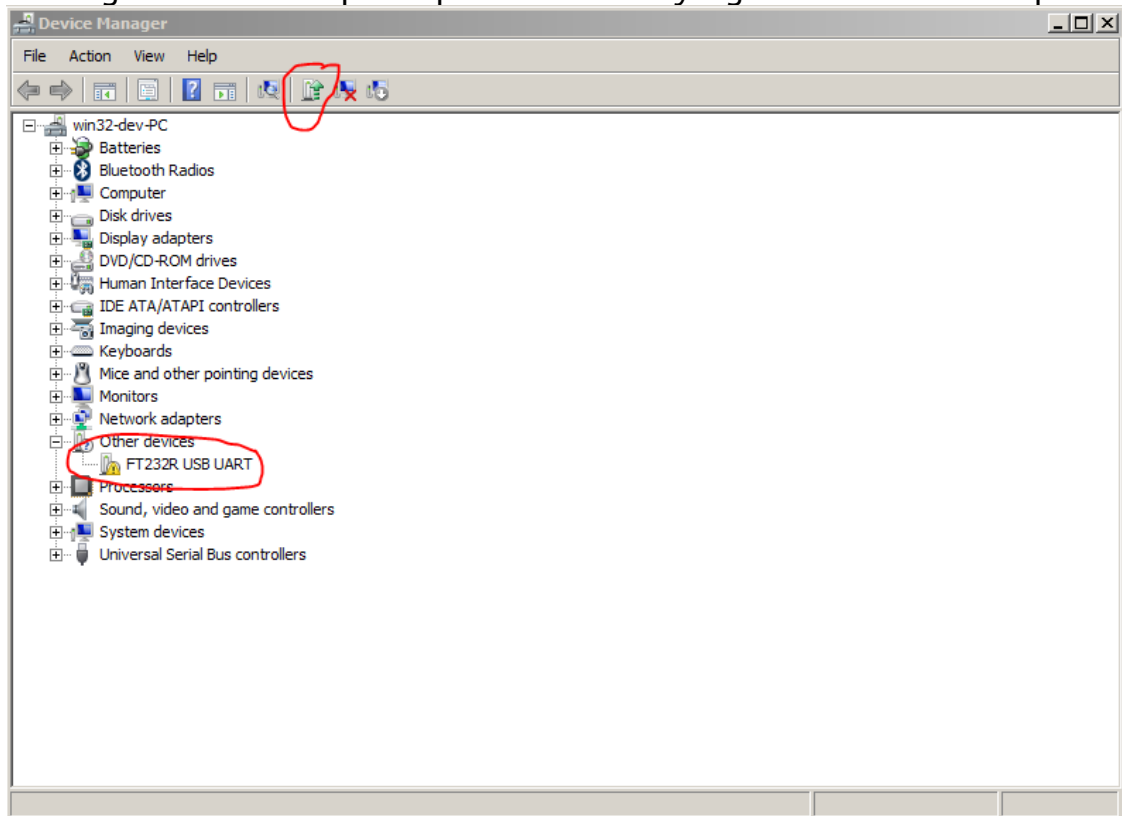 Device Manager
File Action View Help
win32-dev-PC
Batteries
Bluetooth Radios
Computer
Disk drives
Display adapters
DVD/CD-ROM drives
Human Interface Devices
IDE ATA/ATAPI controllers
Imaging devices
Keyboards
Mice and other pointing devices
Monitors
Network adapters
Other devices
FT232R USB UART
Processors
Sound, video and game controllers
System devices
Universal Serial Bus controllers